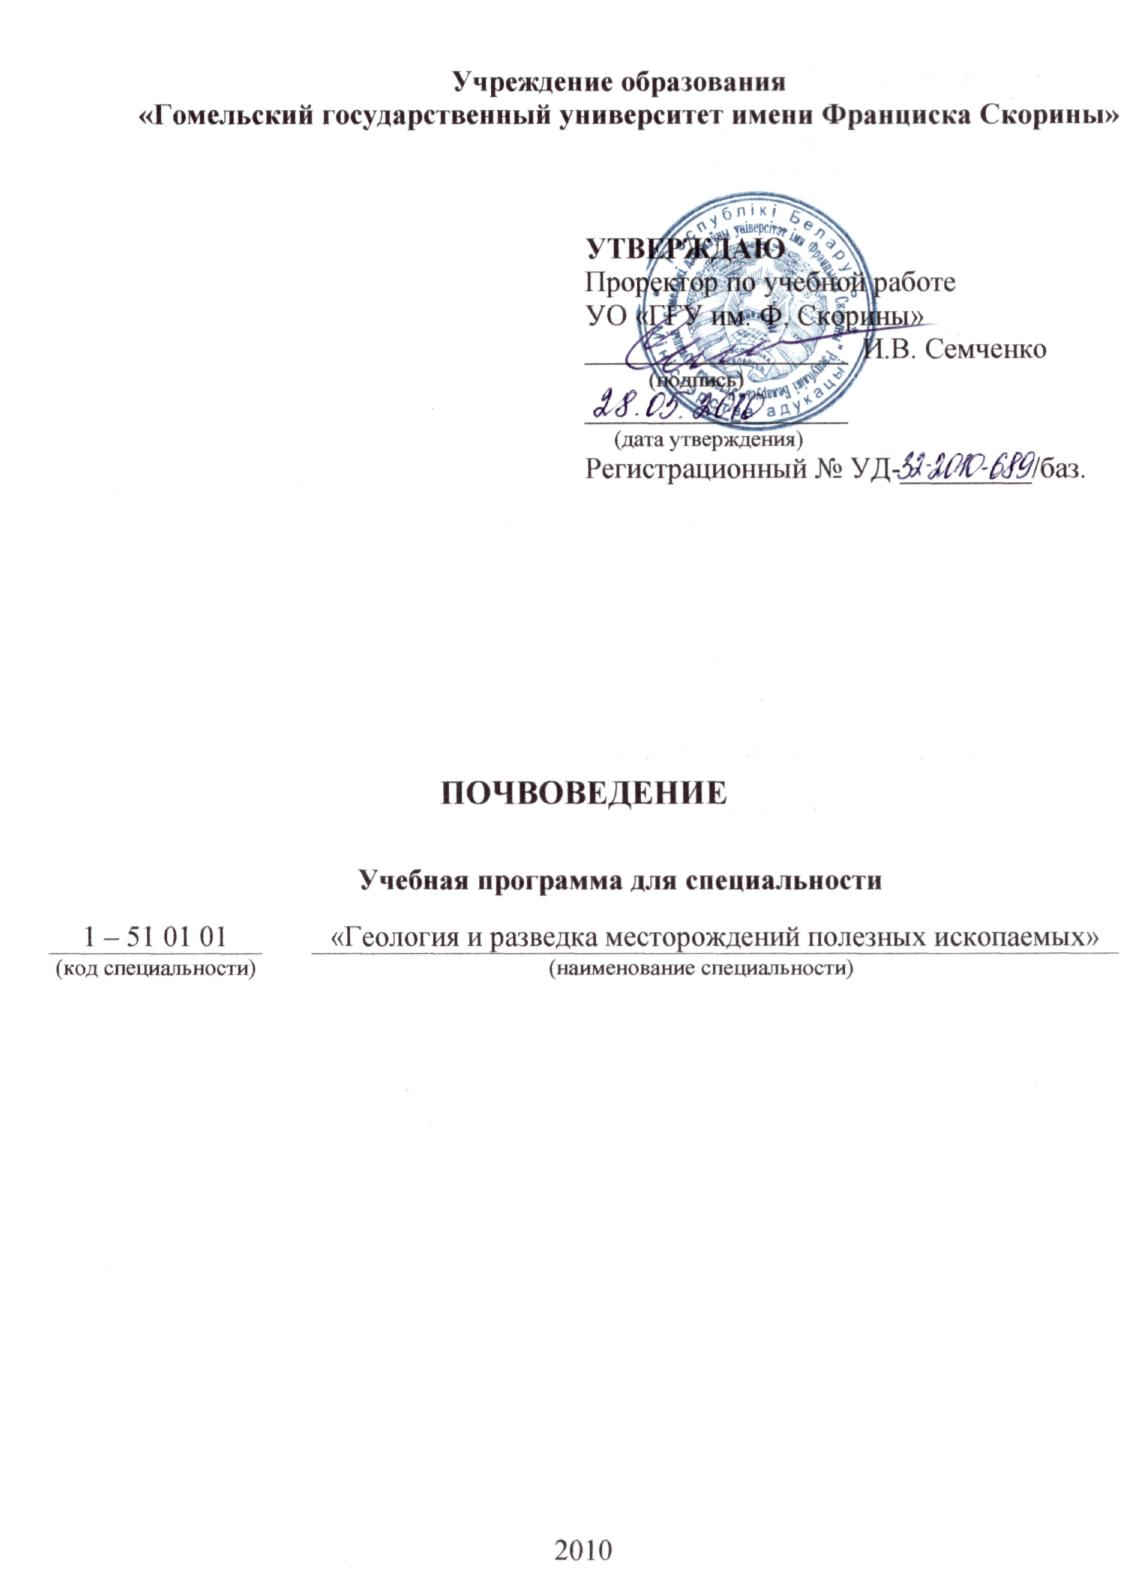 Учреждение образования
«Гомельский государственный университет имени Франциска Скорины»
УТВЕРЖДАЮ
Проректор по учебной работе
УО «ГГУ им. Ф. Скорины»
И.В. Семченко
(подпись)
28.05.2010
(дата утверждения)
Регистрационный № УД-32-2010-689/баз.
ПОЧВОВЕДЕНИЕ
Учебная программа для специальности
1 – 51 01 01 «Геология и разведка месторождений полезных ископаемых»
(код специальности) (наименование специальности)
2010